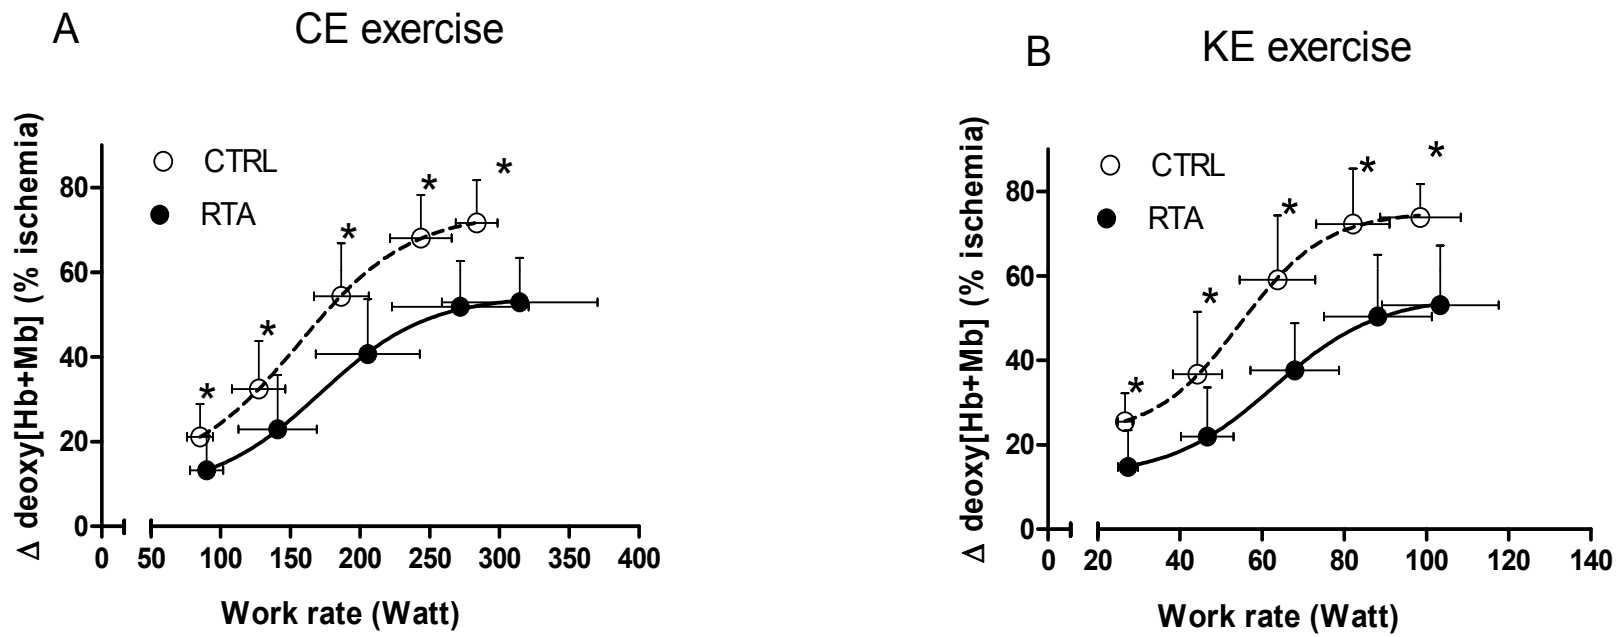 A
CE exercise
Δ deoxy[Hb+Mb] (% ischemia)
CTRL
RTA
80
60
40
20
0
* * * * *
0 50 100 150 200 250 300 350 400
Work rate (Watt)
B
KE exercise
Δ deoxy[Hb+Mb] (% ischemia)
CTRL
RTA
80
60
40
20
0
* * * * *
0 20 40 60 80 100 120 140
Work rate (Watt)